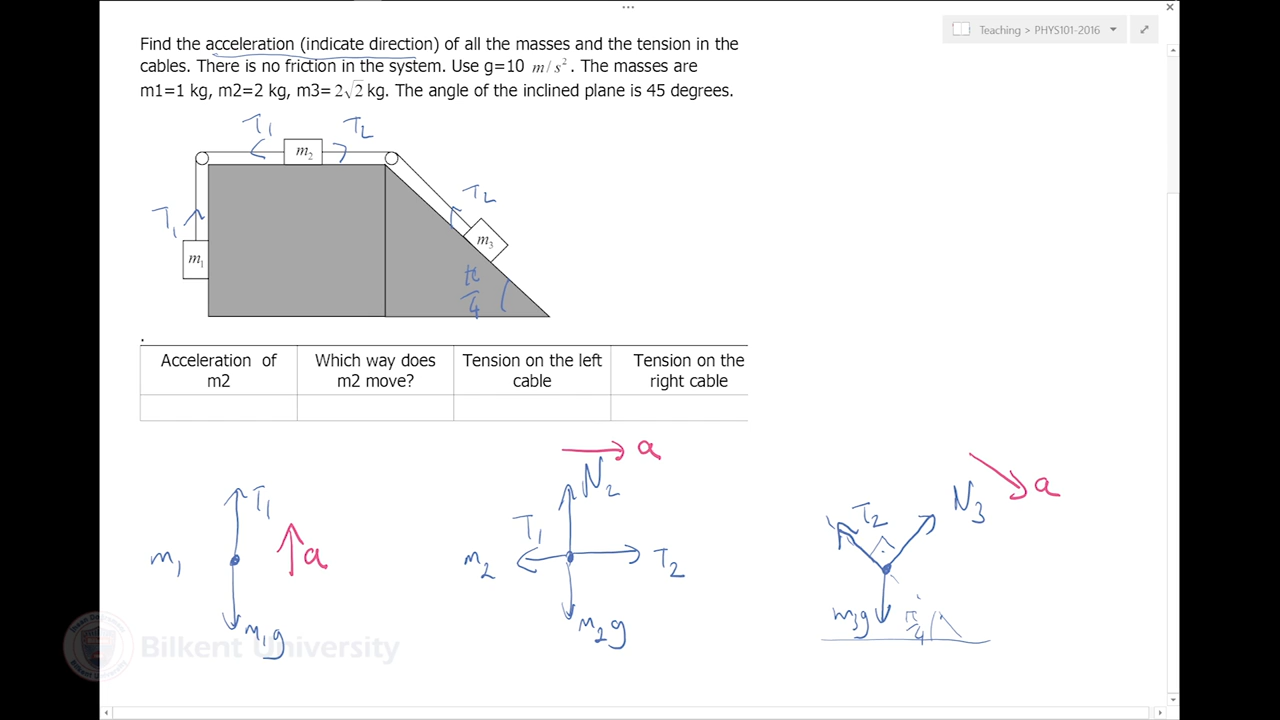 Teaching > PHYS101-2016
Find the acceleration (indicate direction) of all the masses and the tension in the
cables. There is no friction in the system. Use g=10 m/s². The masses are
m1=1 kg, m2=2 kg, m3= 2√2 kg. The angle of the inclined plane is 45 degrees.
T₁ T₂
m₂
T₂
T₁
m₃
m₁
π/4
.
Acceleration of m2
Which way does m2 move?
Tension on the left cable
Tension on the right cable
a
T₁
a
m₁
m₁g
N₂
T₁
m₂
T₂
m₂g
a
N₃
T₂
m₃g
π/4
Bilkent University